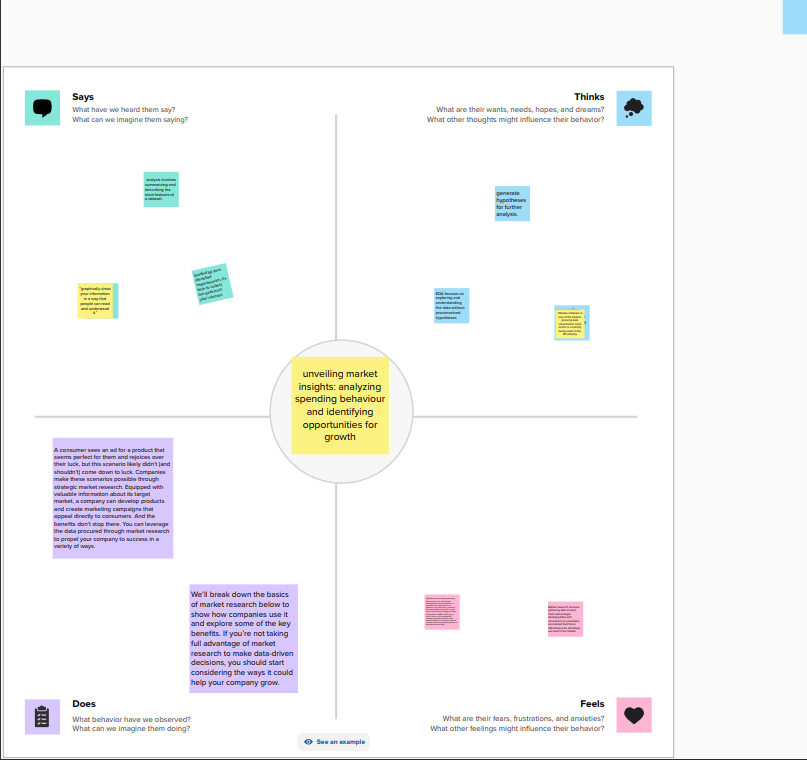 Says
What have we heard them say?
What can we imagine them saying?
Thinks
What are their wants, needs, hopes, and dreams?
What other thoughts might influence their behavior?
analysis involves
summarizing and
describing the
main features of
a dataset.
generate
hypotheses
for further
analysis.
"graphically show
your information
in a way that
people can read
and understand
it."
EDA focuses on
exploring and
understanding
the data without
preconceived
hypotheses.
unveiling market
insights: analyzing
spending behaviour
and identifying
opportunities for
growth
A consumer sees an ad for a product that
seems perfect for them and rejoices over
their luck, but this scenario likely didn't (and
shouldn't) come down to luck. Companies
make these scenarios possible through
strategic market research. Equipped with
valuable information about its target
market, a company can develop products
and create marketing campaigns that
appeal directly to consumers. And the
benefits don't stop there. You can leverage
the data procured through market research
to propel your company to success in a
variety of ways.
We'll break down the basics
of market research below to
show how companies use it
and explore some of the key
benefits. If you're not taking
full advantage of market
research to make data-driven
decisions, you should start
considering the ways it could
help your company grow.
Does
What behavior have we observed?
What can we imagine them doing?
Feels
What are their fears, frustrations, and anxieties?
What other feelings might influence their behavior?
See an example